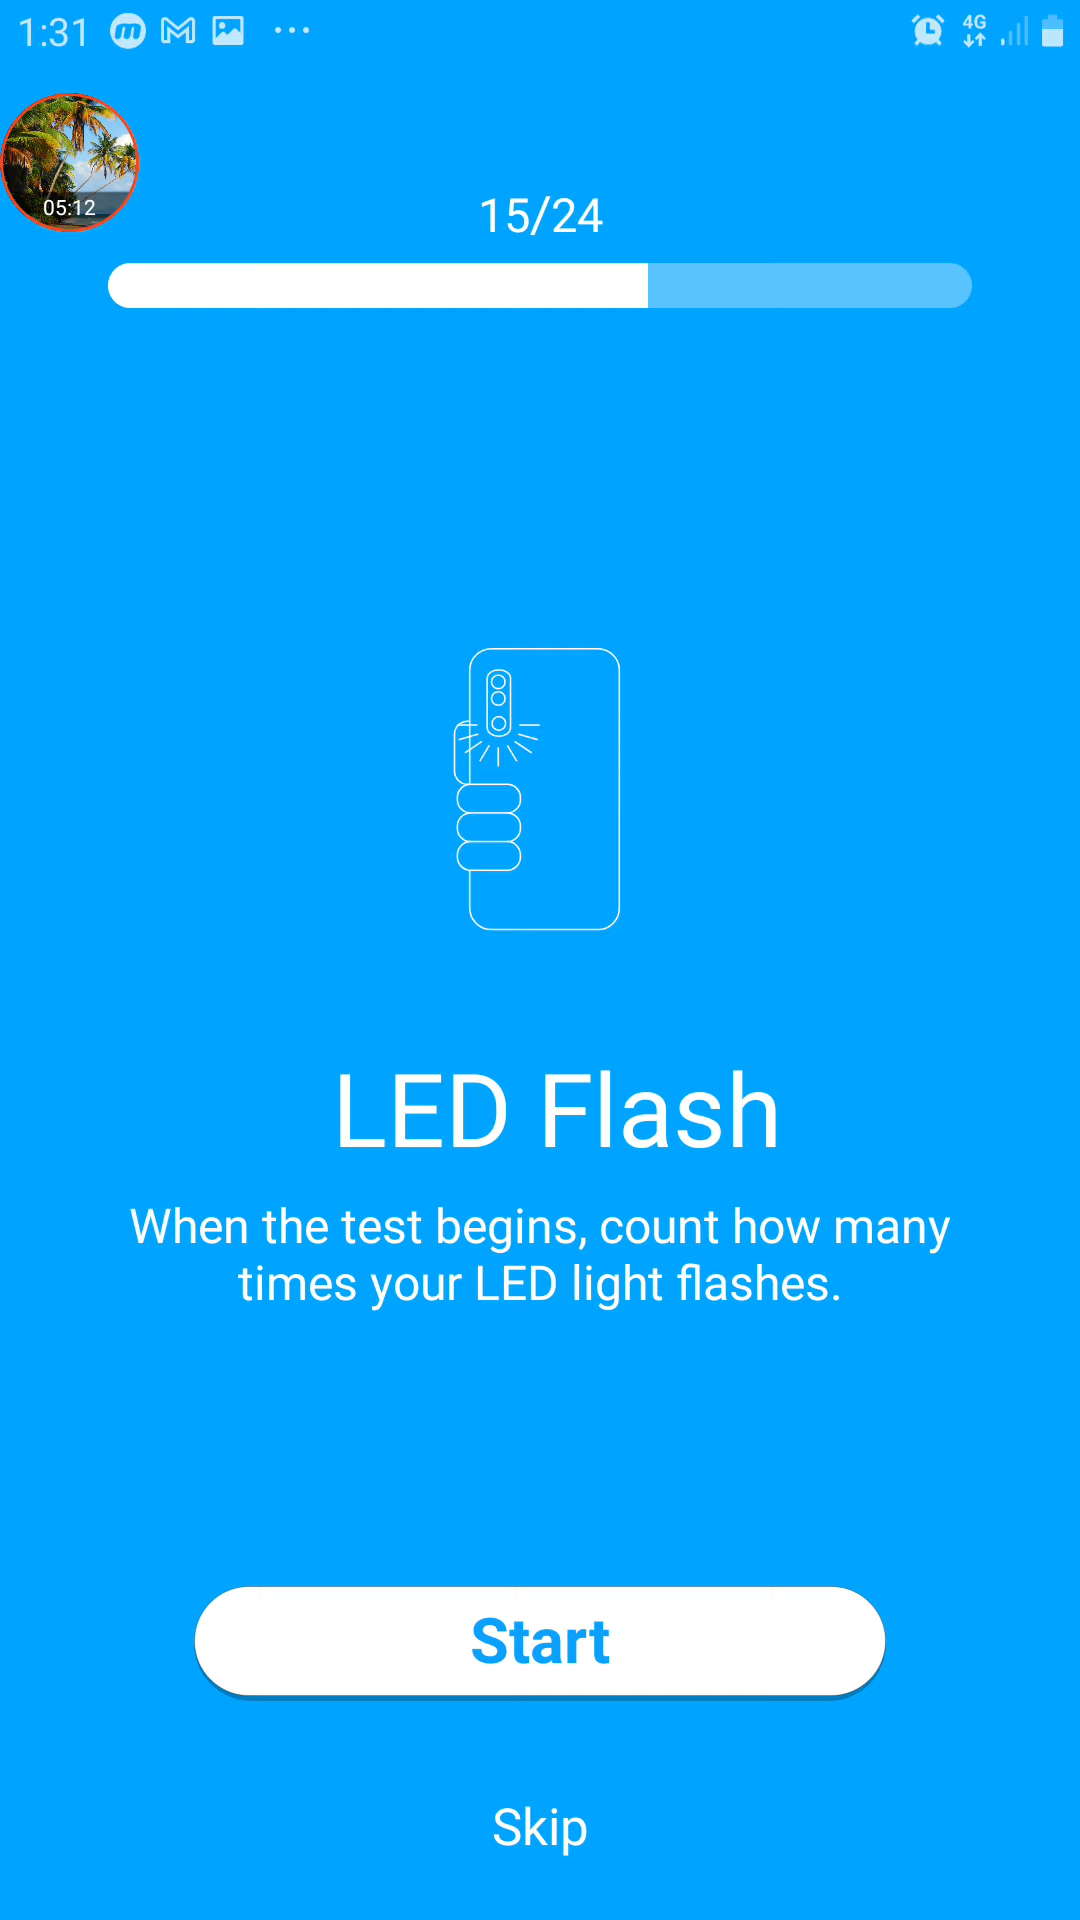 1:31
4G
05:12
15/24
LED Flash
When the test begins, count how many
times your LED light flashes.
Start
Skip